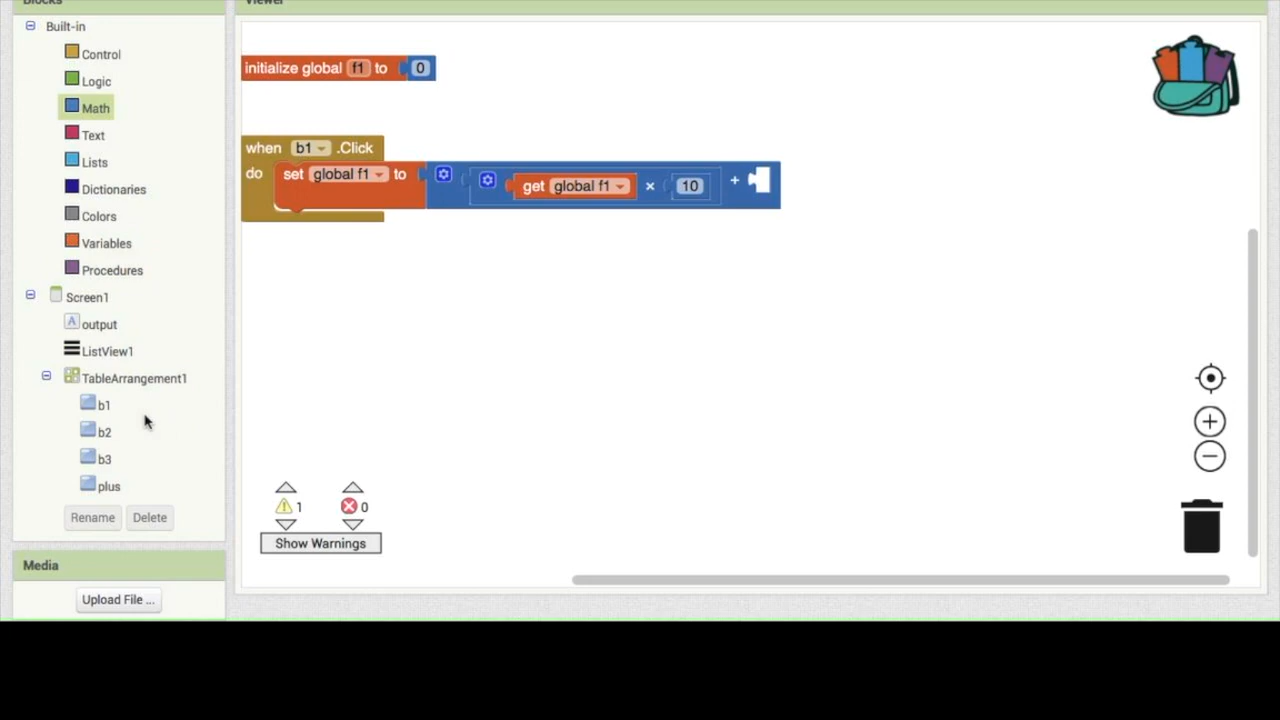 Blocks
Viewer
Built-in
Control
Logic
Math
Text
Lists
Dictionaries
Colors
Variables
Procedures
Screen1
output
ListView1
TableArrangement1
b1
b2
b3
plus
Rename Delete
Media
Upload File ...
initialize global f1 to 0
when b1 .Click
do set global f1 to get global f1 × 10 +
1 0
Show Warnings